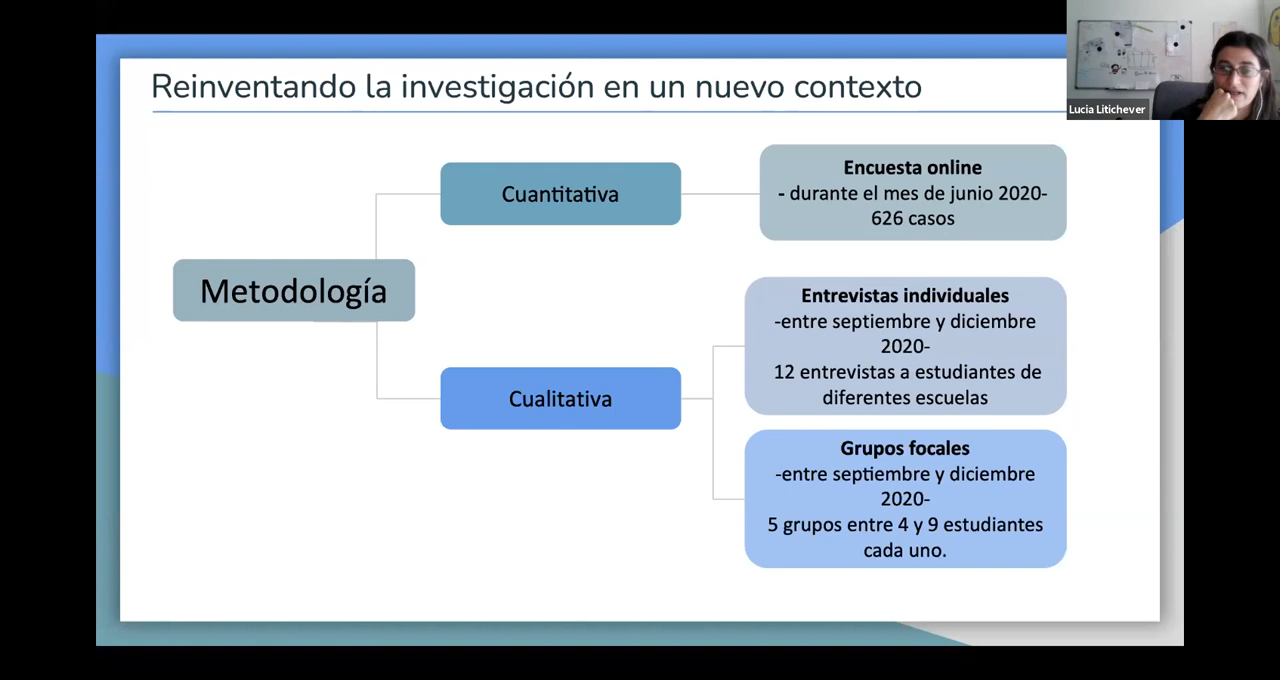 Reinventando la investigación en un nuevo contexto
Lucia Litichever
Metodología
Cuantitativa
Encuesta online
- durante el mes de junio 2020-
626 casos
Cualitativa
Entrevistas individuales
-entre septiembre y diciembre
2020-
12 entrevistas a estudiantes de
diferentes escuelas
Grupos focales
-entre septiembre y diciembre
2020-
5 grupos entre 4 y 9 estudiantes
cada uno.